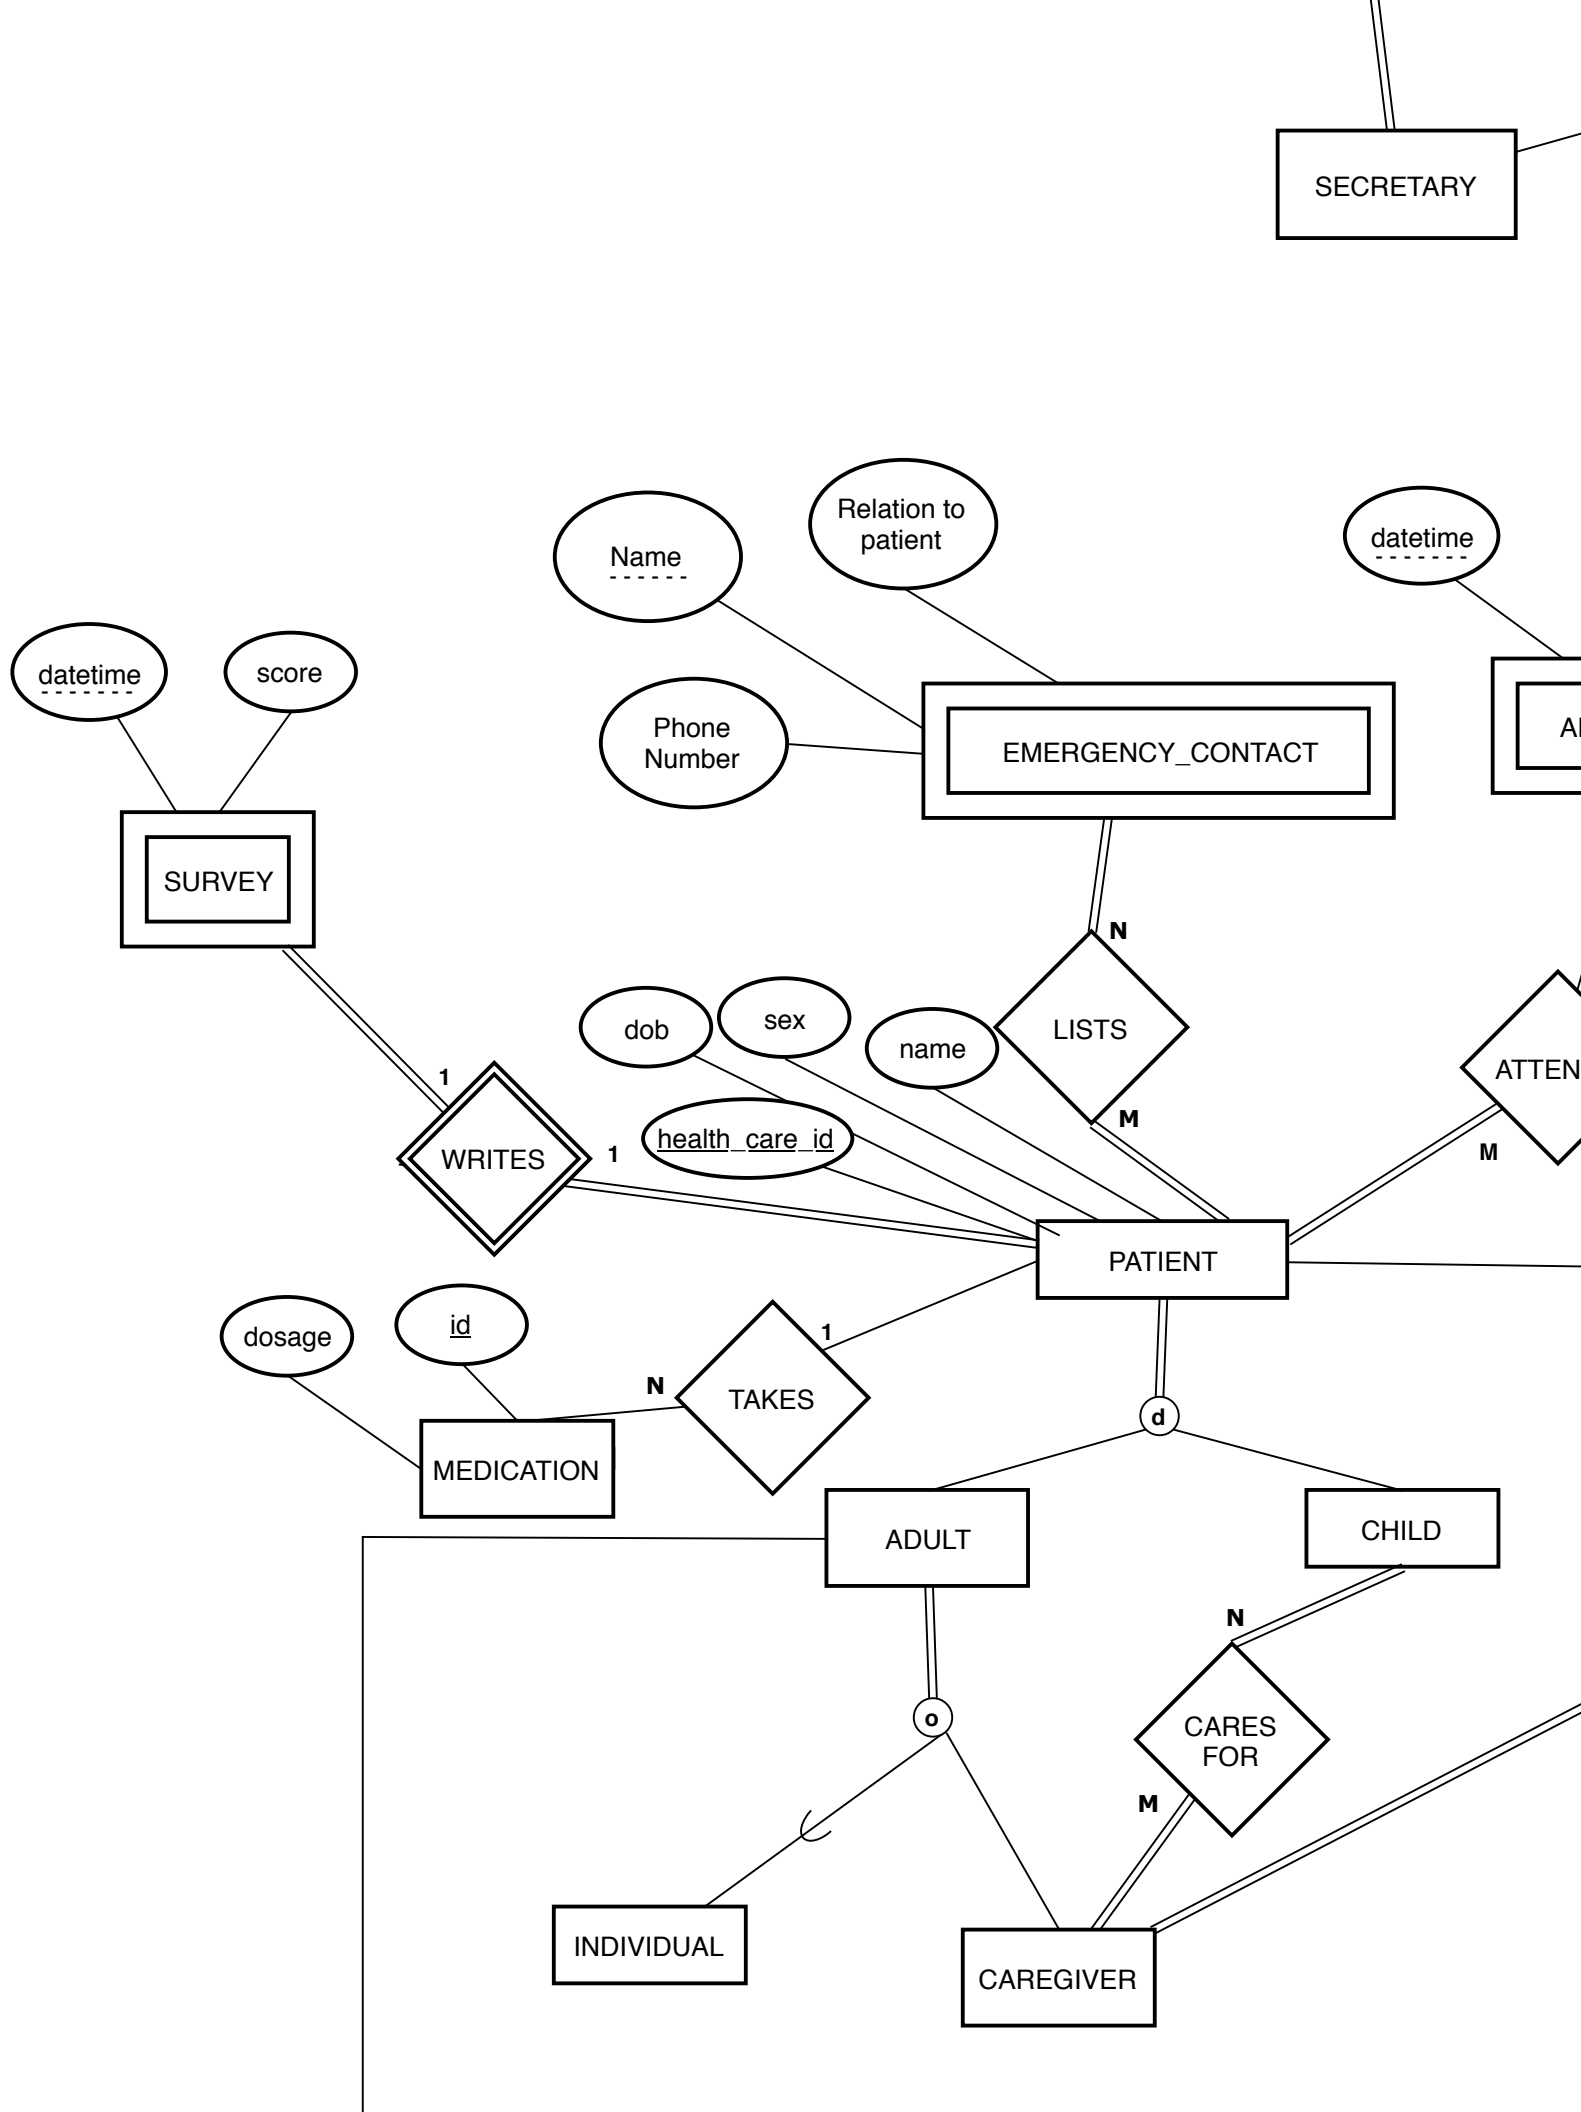 SECRETARY
Relation to
patient
Name
datetime
Phone
Number
EMERGENCY_CONTACT
datetime
score
SURVEY
N
LISTS
M
dob
sex
name
health_care_id
1
WRITES
1
M
PATIENT
dosage
id
1
N
TAKES
MEDICATION
d
ADULT
CHILD
N
CARES
FOR
M
o
INDIVIDUAL
CAREGIVER